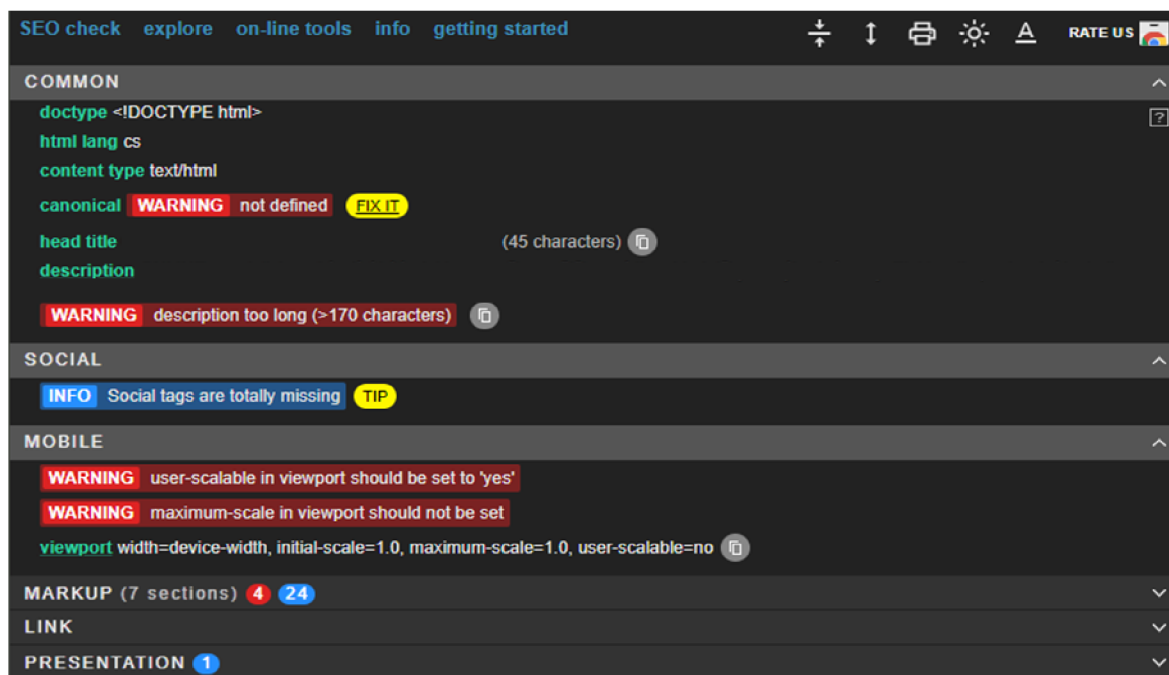 SEO check explore on-line tools info getting started A RATE US
COMMON
doctype <!DOCTYPE html>
?
html lang cs
content type text/html
canonical WARNING not defined FIX IT
head title (45 characters)
description
WARNING description too long (>170 characters)
SOCIAL
INFO Social tags are totally missing TIP
MOBILE
WARNING user-scalable in viewport should be set to 'yes'
WARNING maximum-scale in viewport should not be set
viewport width=device-width, initial-scale=1.0, maximum-scale=1.0, user-scalable=no
MARKUP (7 sections) 4 24
LINK
PRESENTATION 1